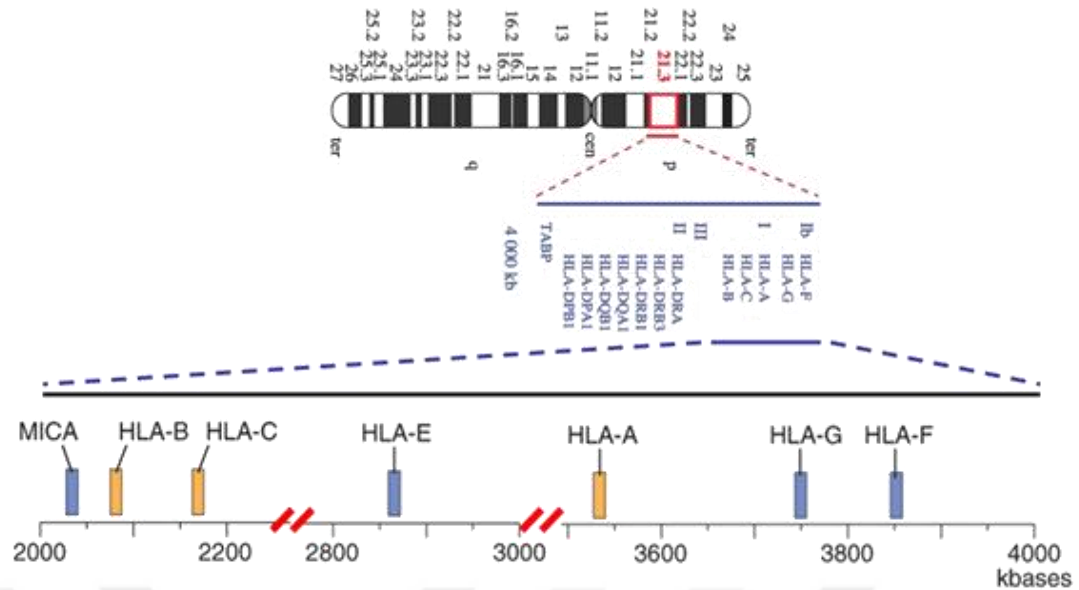 27
26
25.3
25.2
25.1
24
23.3
23.2
23.1
22.3
22.2
22.1
21
16.3
16.2
16.1
15
14
13
12
11.1
11.2
12
21.1
21.2
21.3
22.1
22.2
22.3
23
24
25
ter
q
cen
p
ter
4 000 kb
TABP
II
III
I
Ib
HLA-DPB1
HLA-DPA1
HLA-DQB1
HLA-DQA1
HLA-DRB1
HLA-DRB3
HLA-DRA
HLA-B
HLA-C
HLA-A
HLA-G
HLA-F
MICA HLA-B HLA-C HLA-E HLA-A HLA-G HLA-F
2000 2200 2800 3000 3600 3800 4000
kbases